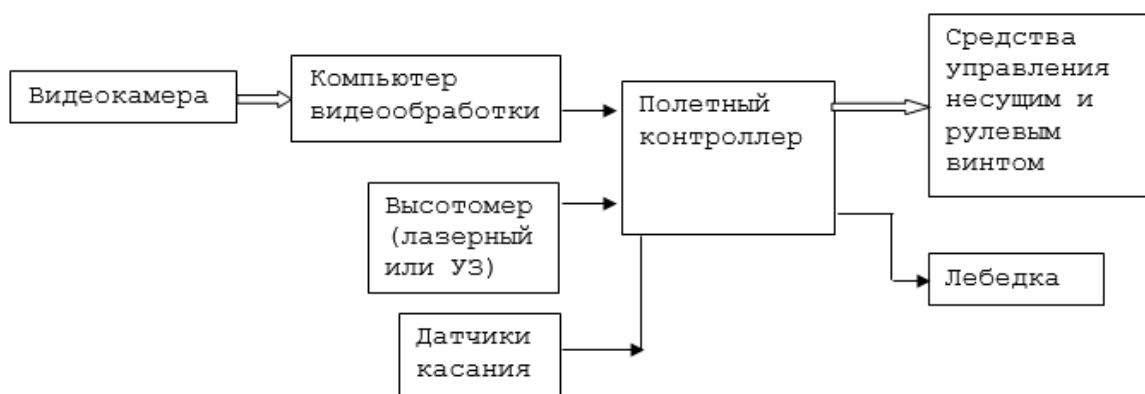 Видеокамера
Компьютер
видеообработки
Полетный
контроллер
Средства
управления
несущим и
рулевым
винтом
Высотомер
(лазерный
или УЗ)
Лебедка
Датчики
касания